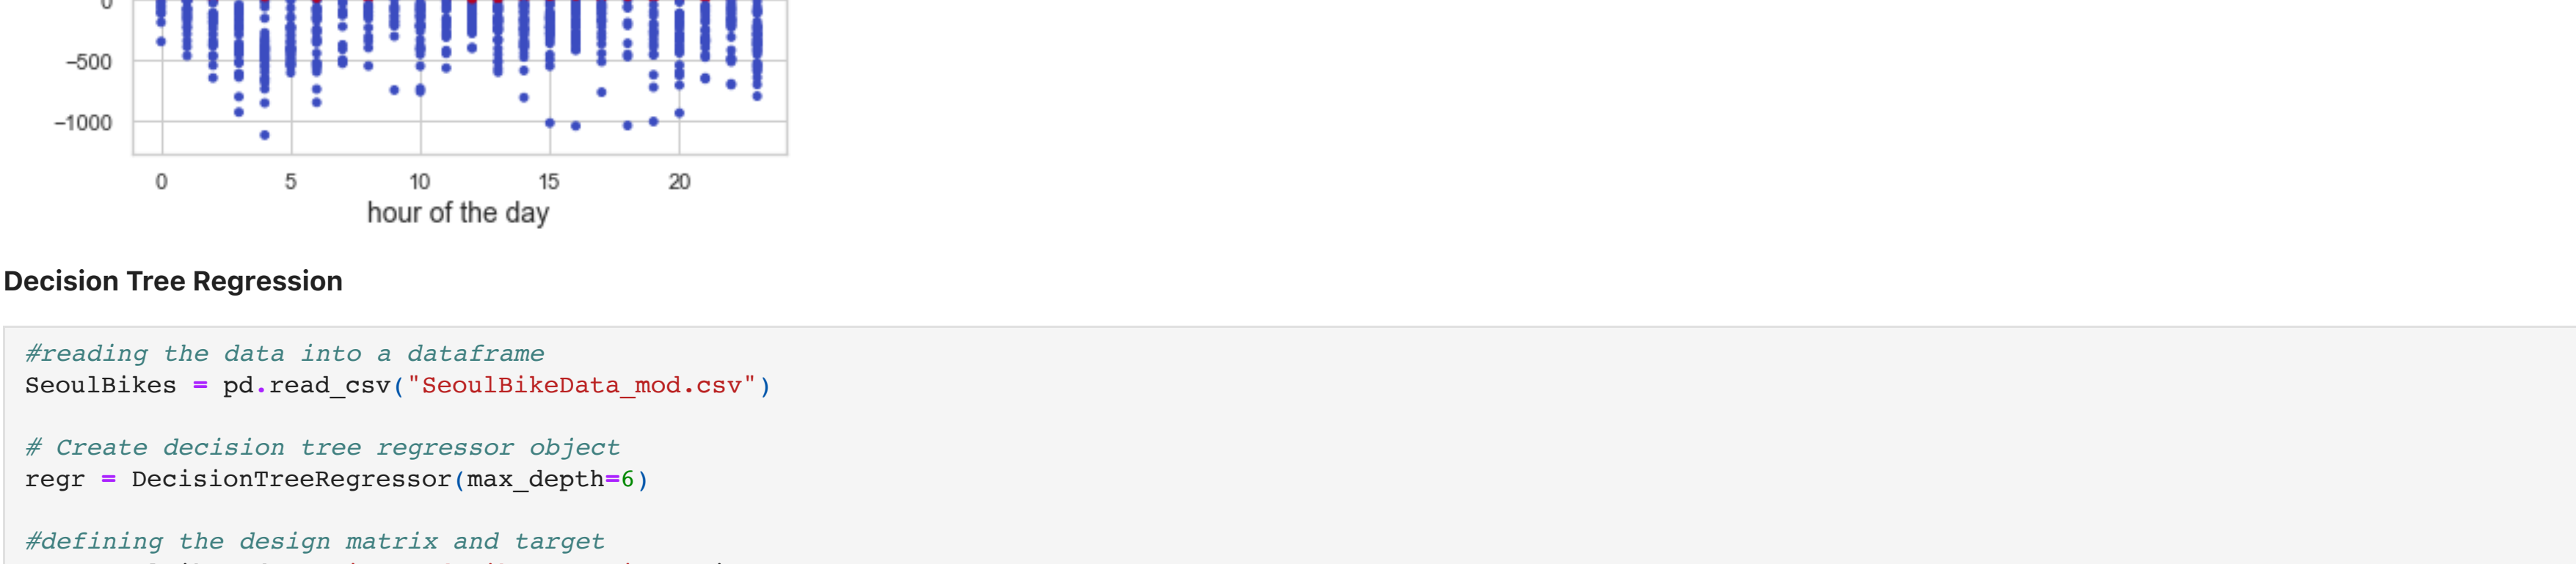 0
−500
−1000
0 5 10 15 20
hour of the day
Decision Tree Regression
#reading the data into a dataframe
SeoulBikes = pd.read_csv("SeoulBikeData_mod.csv")
# Create decision tree regressor object
regr = DecisionTreeRegressor(max_depth=6)
#defining the design matrix and target